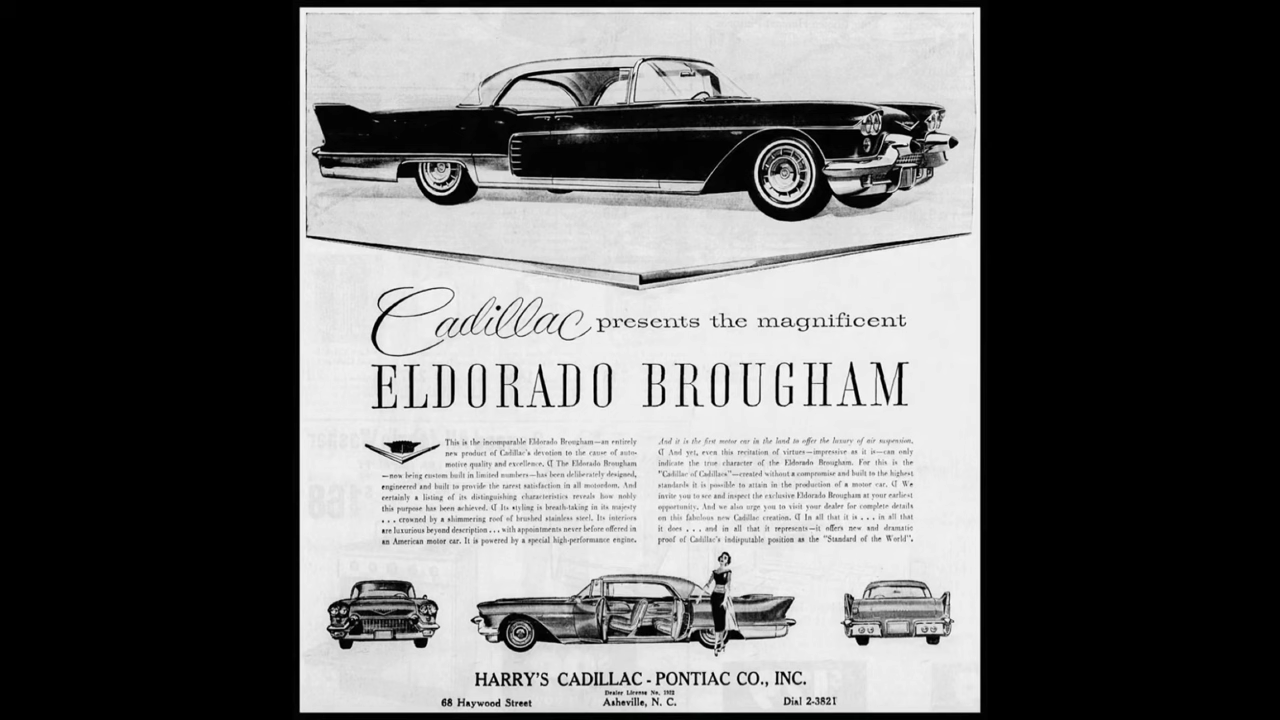 Cadillac presents the magnificent
ELDORADO BROUGHAM
This is the incomparable Eldorado Brougham—an entirely
new product of Cadillac's devotion to the cause of auto-
motive quality and excellence. ¶ The Eldorado Brougham
—now being custom built in limited numbers—has been deliberately designed,
engineered and built to provide the rarest satisfaction in all motordom. And
certainly a listing of its distinguishing characteristics reveals how nobly
this purpose has been achieved. ¶ Its styling is breath-taking in its majesty
. . . crowned by a shimmering roof of brushed stainless steel. Its interiors
are luxurious beyond description . . . with appointments never before offered in
an American motor car. It is powered by a special high-performance engine.
And it is the first motor car in the land to offer the luxury of air suspension.
¶ And yet, even this recitation of virtues—impressive as it is—can only
indicate the true character of the Eldorado Brougham. For this is the
"Cadillac of Cadillacs"—created without a compromise and built to the highest
standards it is possible to attain in the production of a motor car. ¶ We
invite you to see and inspect the exclusive Eldorado Brougham at your earliest
opportunity. And we also urge you to visit your dealer for complete details
on this fabulous new Cadillac creation. ¶ In all that it is . . . in all that
it does . . . and in all that it represents—it offers new and dramatic
proof of Cadillac's indisputable position as the "Standard of the World".
HARRY'S CADILLAC - PONTIAC CO., INC.
Dealer License No. 1912
68 Haywood Street Asheville, N. C. Dial 2-3821